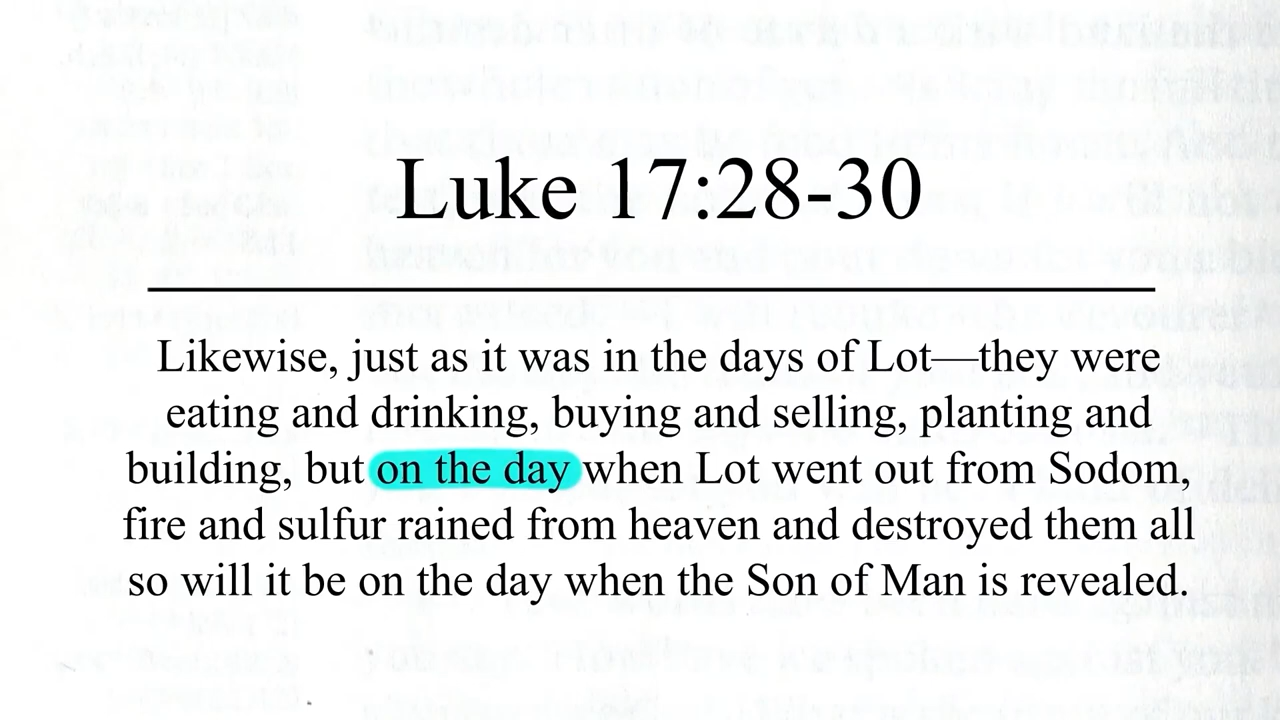 Luke 17:28-30
Likewise, just as it was in the days of Lot—they were
eating and drinking, buying and selling, planting and
building, but on the day when Lot went out from Sodom,
fire and sulfur rained from heaven and destroyed them all
so will it be on the day when the Son of Man is revealed.